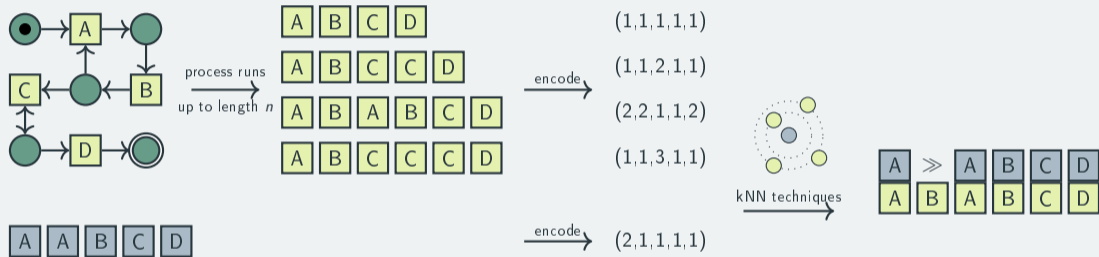 A
C
B
D
process runs
up to length n
A B C D
A B C C D
A B A B C D
A B C C C D
encode
(1,1,1,1,1)
(1,1,2,1,1)
(2,2,1,1,2)
(1,1,3,1,1)
kNN techniques
A ≫ A B C D
A B A B C D
A A B C D
encode
(2,1,1,1,1)